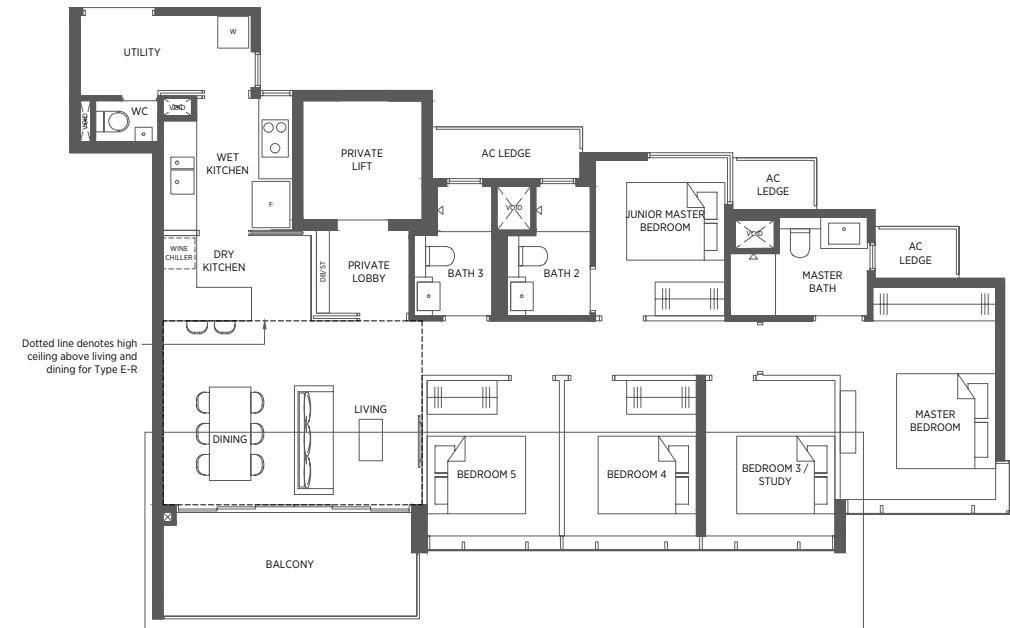 UTILITY
W
WC
VOID
VOID
WET
KITCHEN
PRIVATE
LIFT
AC LEDGE
AC
LEDGE
F
VOID
JUNIOR MASTER
BEDROOM
VOID
WINE
CHILLER
DRY
KITCHEN
DB/ST
PRIVATE
LOBBY
BATH 3
BATH 2
MASTER
BATH
AC
LEDGE
Dotted line denotes high
ceiling above living and
dining for Type E-R
LIVING
DINING
BEDROOM 5
BEDROOM 4
BEDROOM 3 /
STUDY
MASTER
BEDROOM
BALCONY